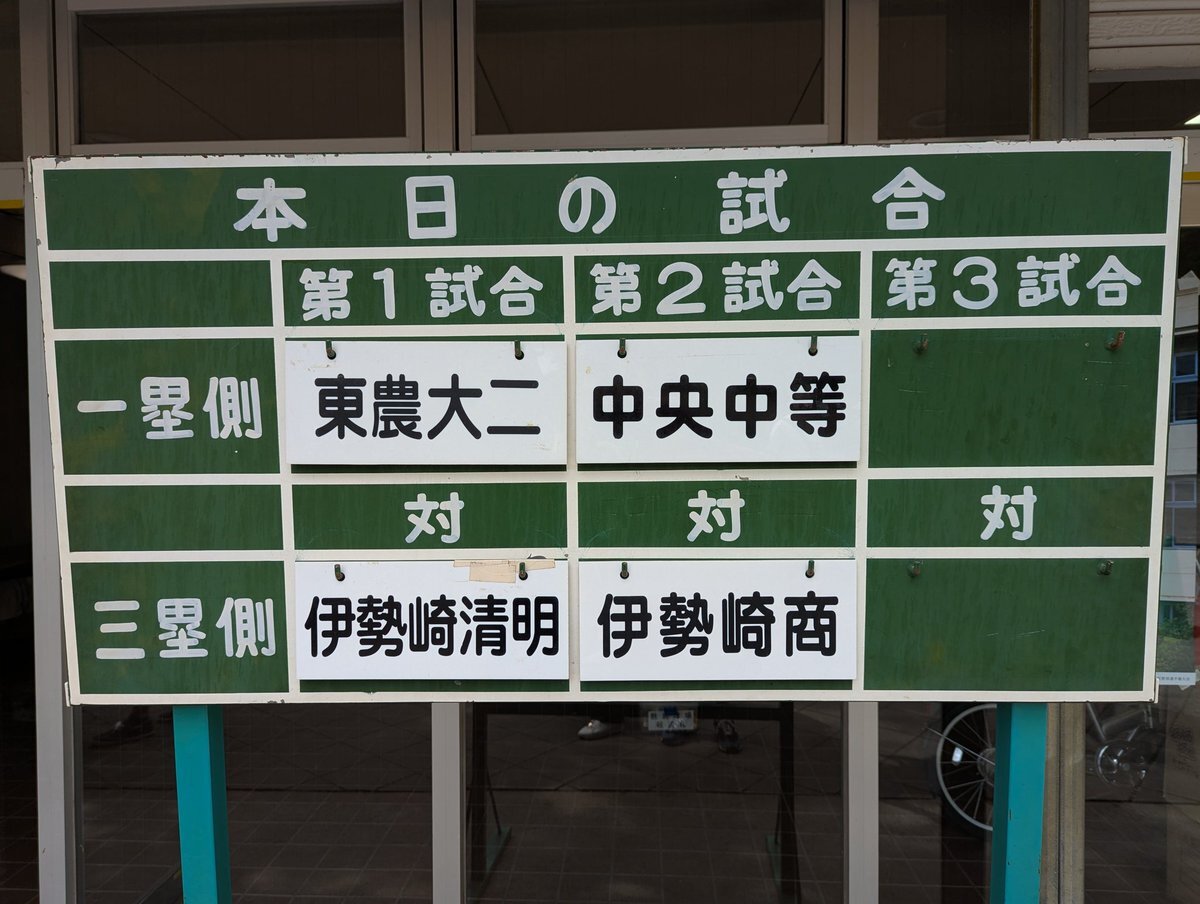 本日の試合
第1試合 第2試合 第3試合
一塁側 東農大二 中央中等
対 対 対
三塁側 伊勢崎清明 伊勢崎商